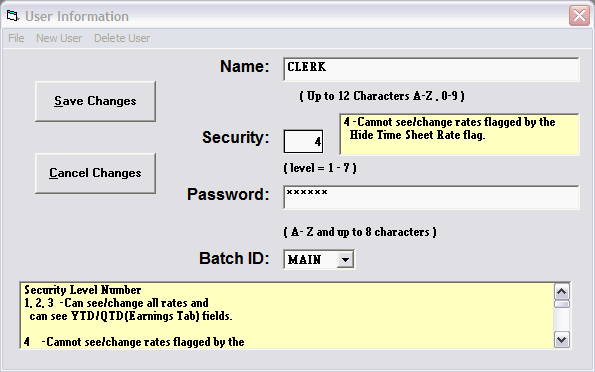 User Information
File New User Delete User
Name: CLERK
( Up to 12 Characters A-Z , 0-9 )
Save Changes
Security: 4
4 -Cannot see/change rates flagged by the
Hide Time Sheet Rate flag.
( level = 1 - 7 )
Cancel Changes
Password: ××××××
( A- Z and up to 8 characters )
Batch ID: MAIN
Security Level Number
1, 2, 3 -Can see/change all rates and
can see YTD/QTD(Earnings Tab) fields.
4 -Cannot see/change rates flagged by the